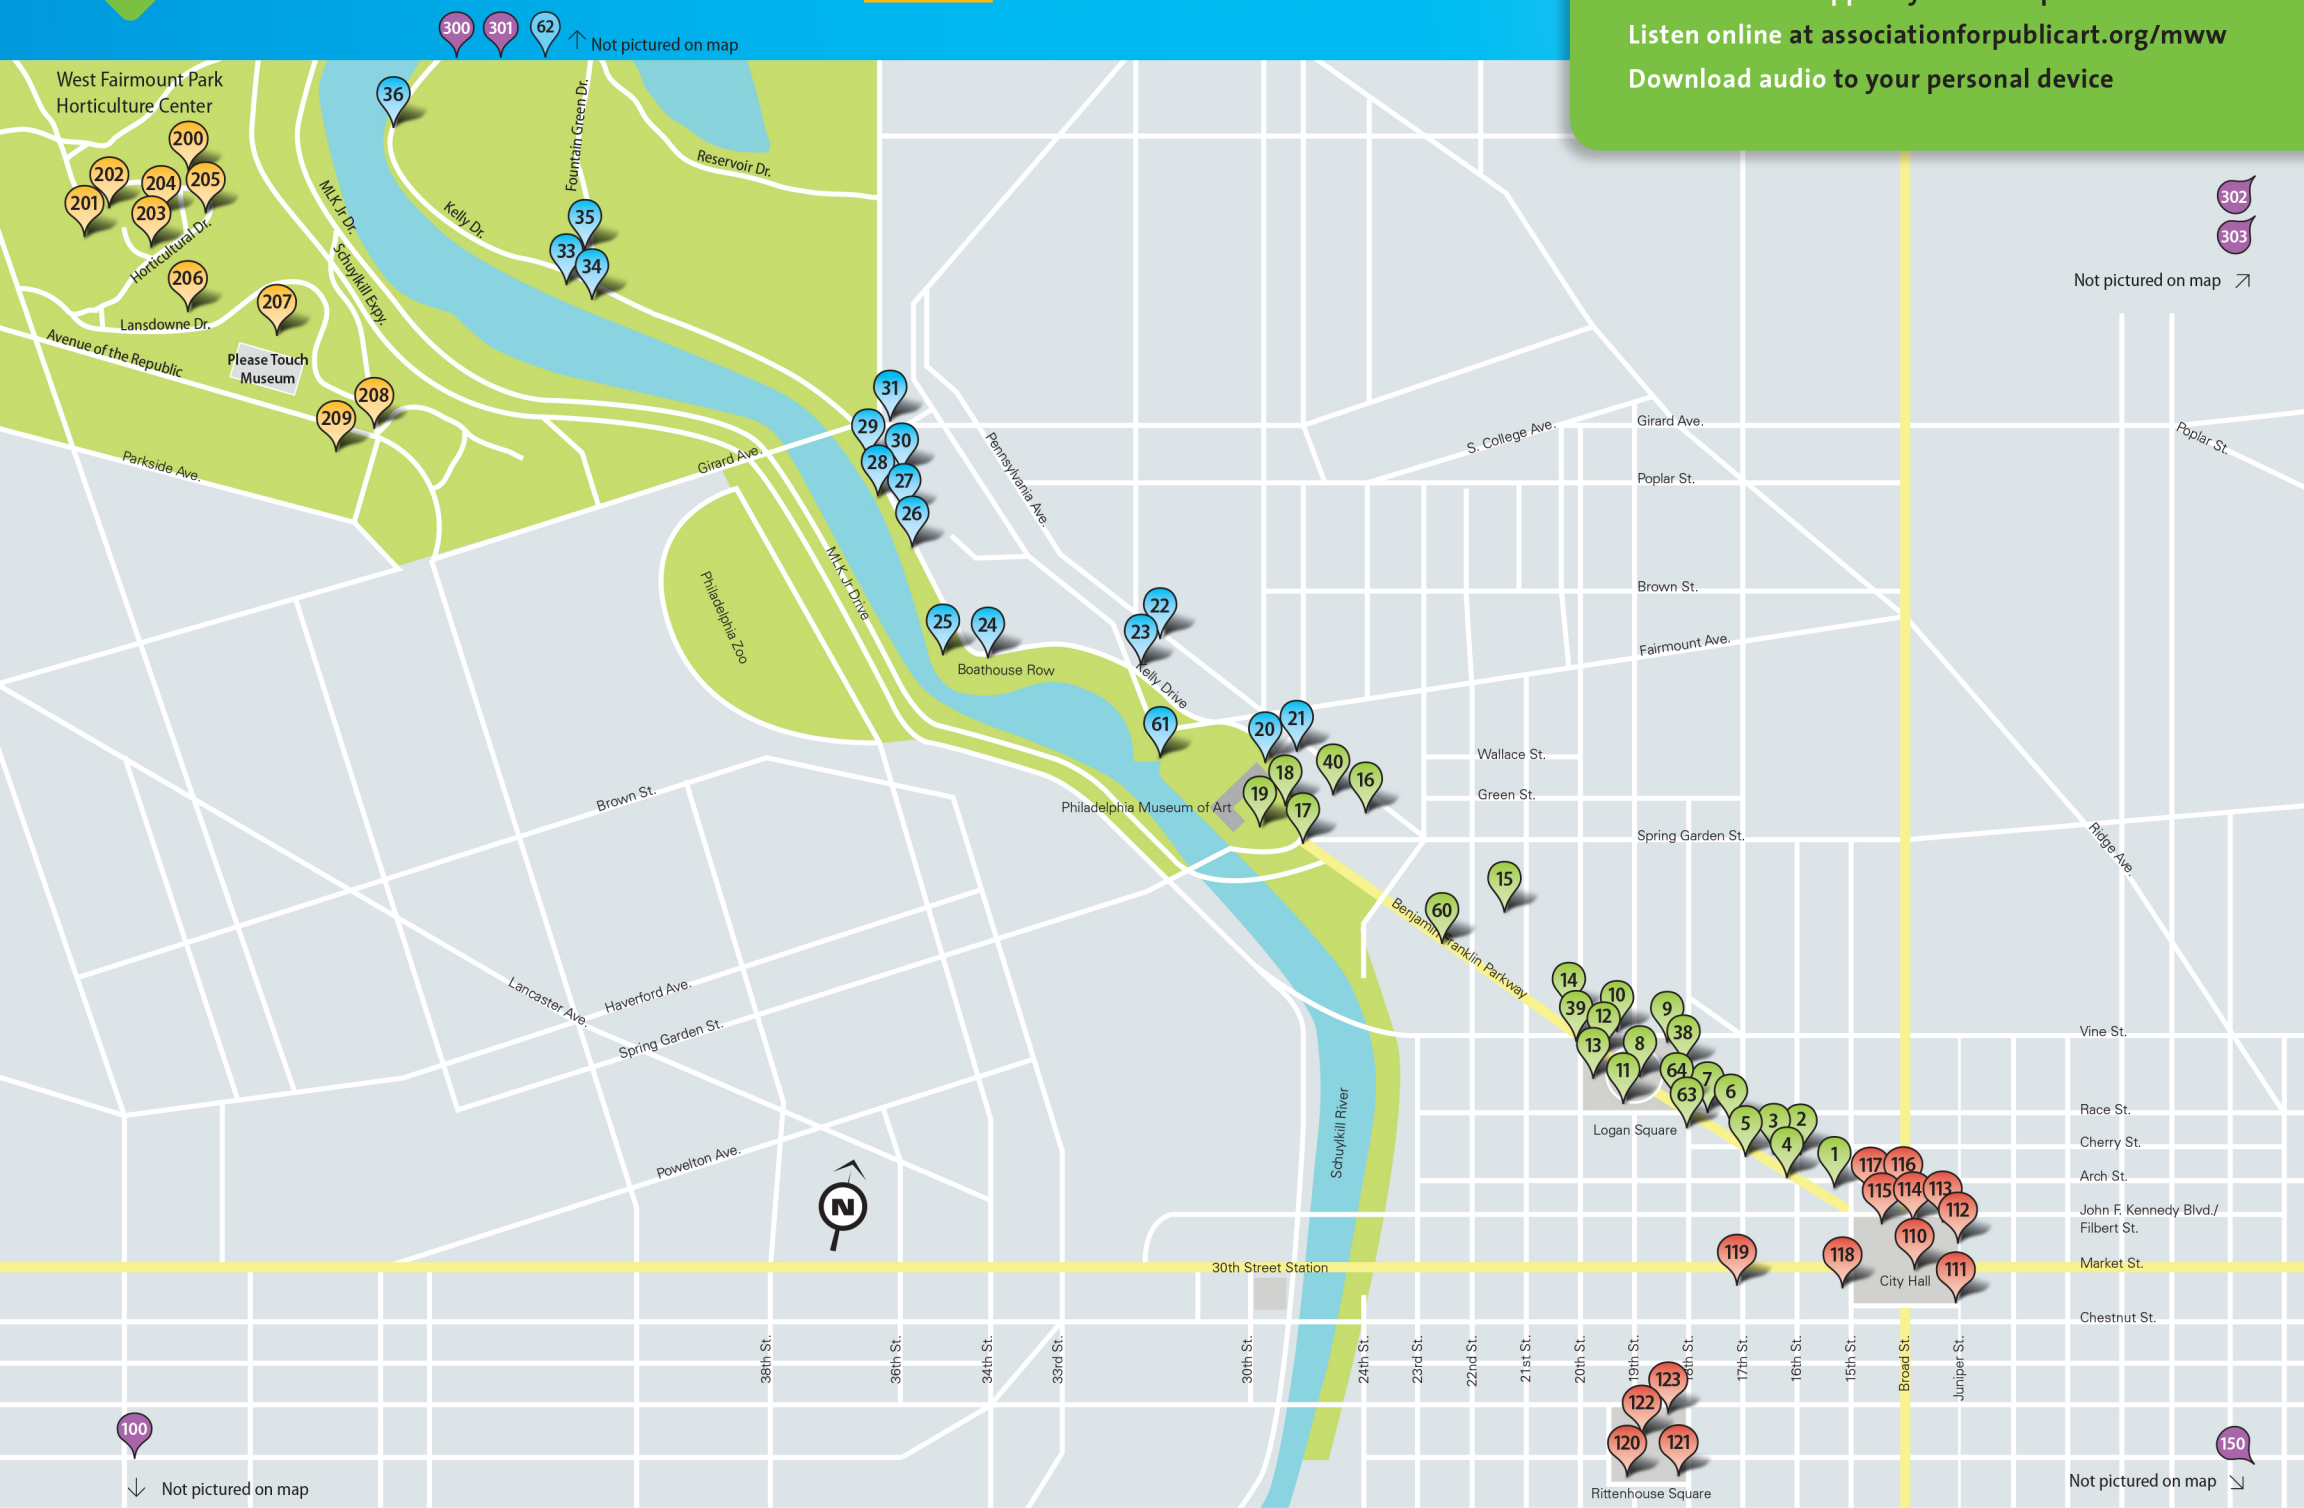 300
301
62
Not pictured on map
Listen online at associationforpublicart.org/mww
Download audio to your personal device
West Fairmount Park
Horticulture Center
36
200
202
204
205
201
203
Horticultural Dr.
206
207
Lansdowne Dr.
Avenue of the Republic
Please Touch
Museum
208
209
Parkside Ave.
MLK Jr Dr.
Schuylkill Expy.
Kelly Dr.
Fountain Green Dr.
Reservoir Dr.
35
33
34
302
303
Not pictured on map
31
29
30
28
27
26
Girard Ave.
Pennsylvania Ave.
S. College Ave.
Girard Ave.
Poplar St.
Poplar St.
Philadelphia Zoo
MLK Jr Drive
25
24
Boathouse Row
22
23
Kelly Drive
Brown St.
Fairmount Ave.
61
20
21
18
40
16
19
17
Philadelphia Museum of Art
Wallace St.
Green St.
Spring Garden St.
Ridge Ave.
Brown St.
15
60
Benjamin Franklin Parkway
Lancaster Ave.
Haverford Ave.
Spring Garden St.
14
10
39
12
9
38
13
8
11
64
7
63
6
5
3
2
4
1
Logan Square
Vine St.
Race St.
Cherry St.
Arch St.
John F. Kennedy Blvd./
Filbert St.
Market St.
Chestnut St.
Powelton Ave.
N
Schuylkill River
117
116
115
114
113
112
110
119
118
111
City Hall
30th Street Station
38th St.
36th St.
34th St.
33rd St.
30th St.
24th St.
23rd St.
22nd St.
21st St.
20th St.
19th St.
18th St.
17th St.
16th St.
15th St.
Broad St.
Juniper St.
123
122
120
121
Rittenhouse Square
100
Not pictured on map
150
Not pictured on map